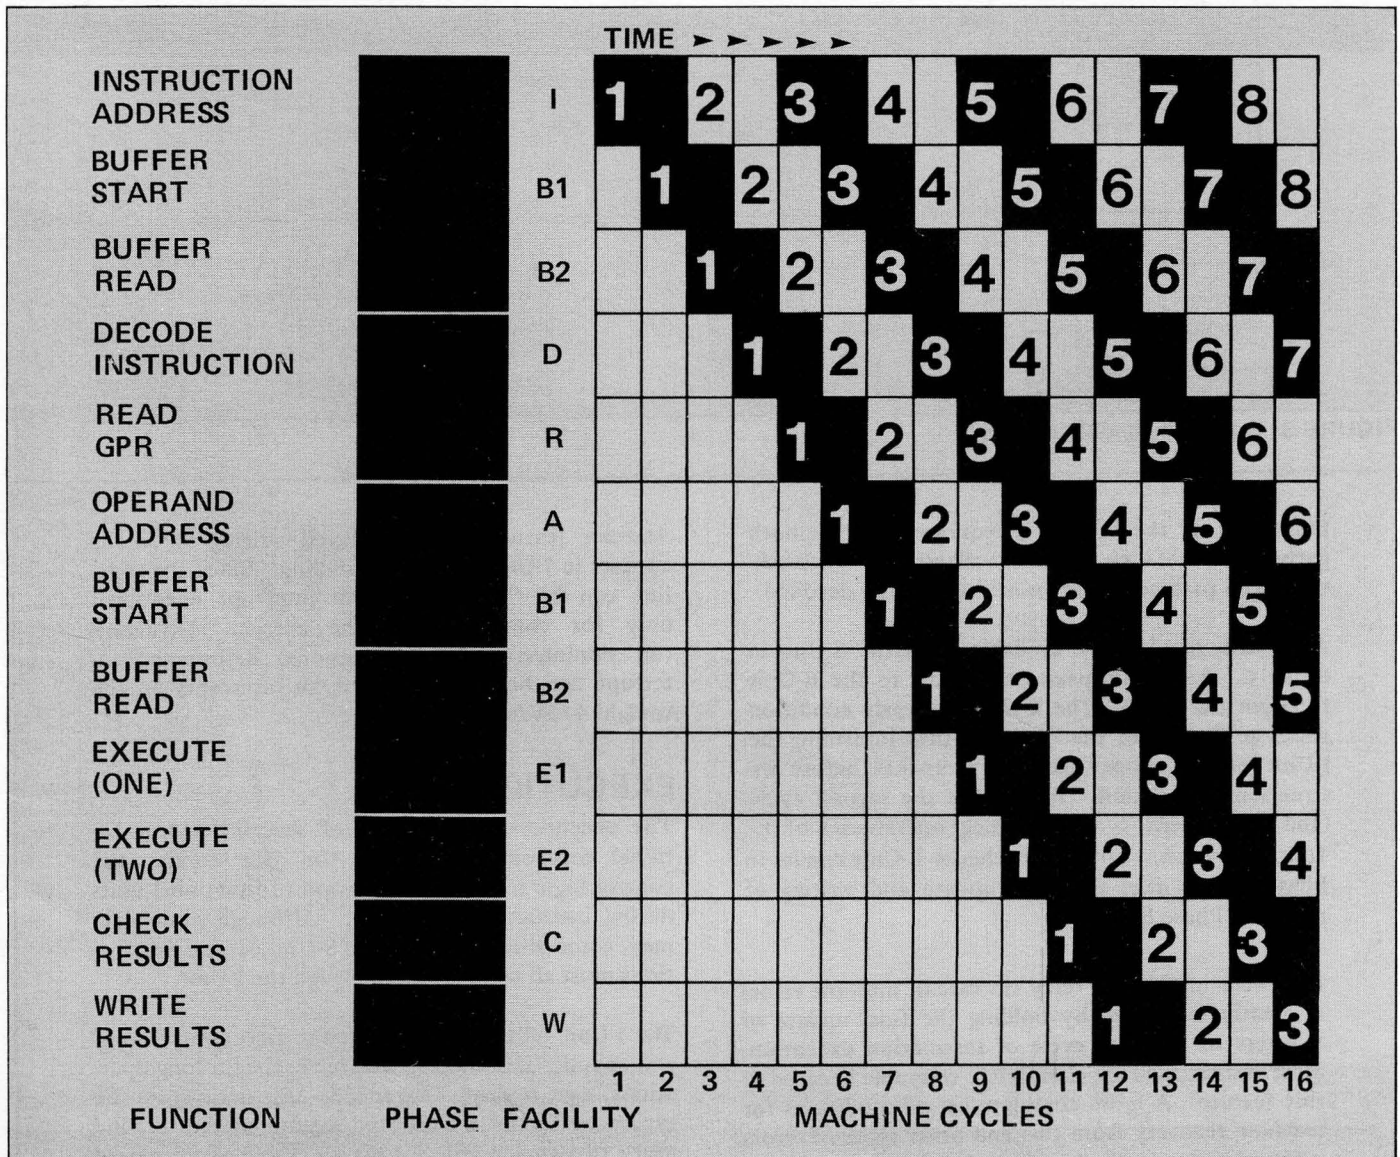 TIME ➤ ➤ ➤ ➤ ➤
INSTRUCTION
ADDRESS
I
1 2 3 4 5 6 7 8
BUFFER
START
B1
1 2 3 4 5 6 7 8
BUFFER
READ
B2
1 2 3 4 5 6 7
DECODE
INSTRUCTION
D
1 2 3 4 5 6 7
READ
GPR
R
1 2 3 4 5 6
OPERAND
ADDRESS
A
1 2 3 4 5 6
BUFFER
START
B1
1 2 3 4 5
BUFFER
READ
B2
1 2 3 4 5
EXECUTE
(ONE)
E1
1 2 3 4
EXECUTE
(TWO)
E2
1 2 3 4
CHECK
RESULTS
C
1 2 3
WRITE
RESULTS
W
1 2 3
1 2 3 4 5 6 7 8 9 10 11 12 13 14 15 16
FUNCTION PHASE FACILITY MACHINE CYCLES